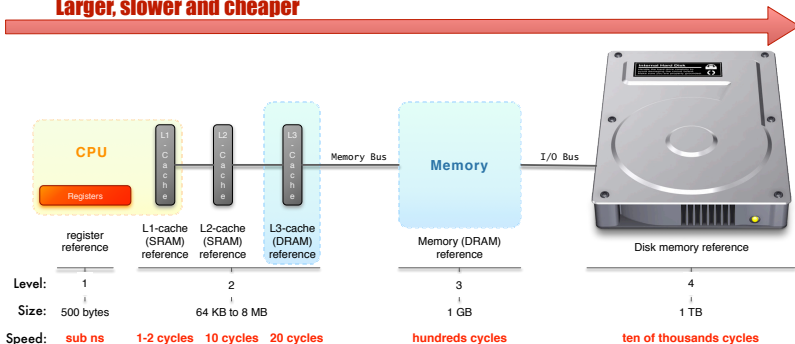 Larger, slower and cheaper
Internal Hard Disk
CPU
Registers
L1-Cache
L2-Cache
L3-Cache
Memory Bus
Memory
I/O Bus
register
reference
L1-cache
(SRAM)
reference
L2-cache
(SRAM)
reference
L3-cache
(DRAM)
reference
Memory (DRAM)
reference
Disk memory reference
Level: 1 2 3 4
Size: 500 bytes 64 KB to 8 MB 1 GB 1 TB
Speed: sub ns 1-2 cycles 10 cycles 20 cycles hundreds cycles ten of thousands cycles